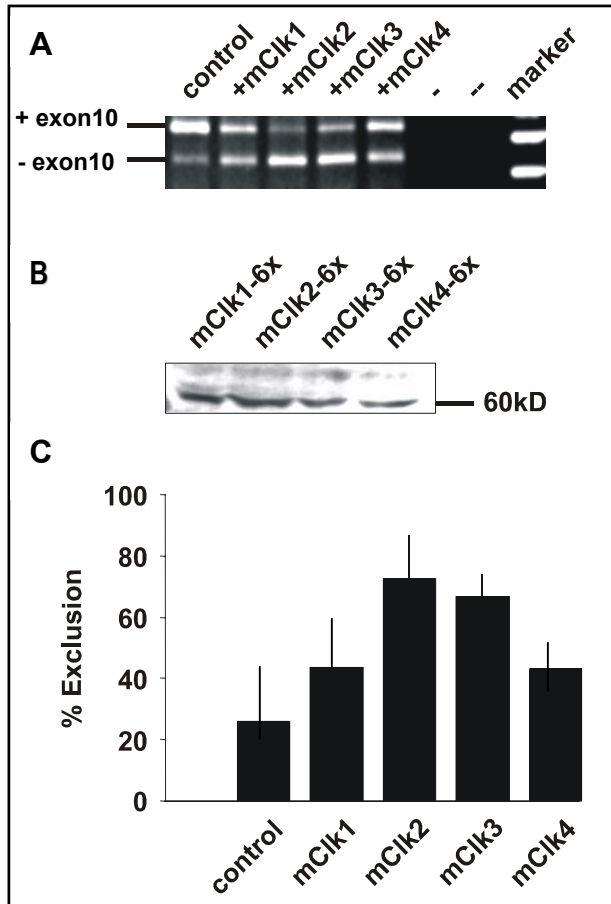 A
control +mClk1 +mClk2 +mClk3 +mClk4 - -- marker
+ exon10
- exon10
B
mClk1-6x mClk2-6x mClk3-6x mClk4-6x
60kD
C
100
80
60
40
20
0
% Exclusion
control mClk1 mClk2 mClk3 mClk4